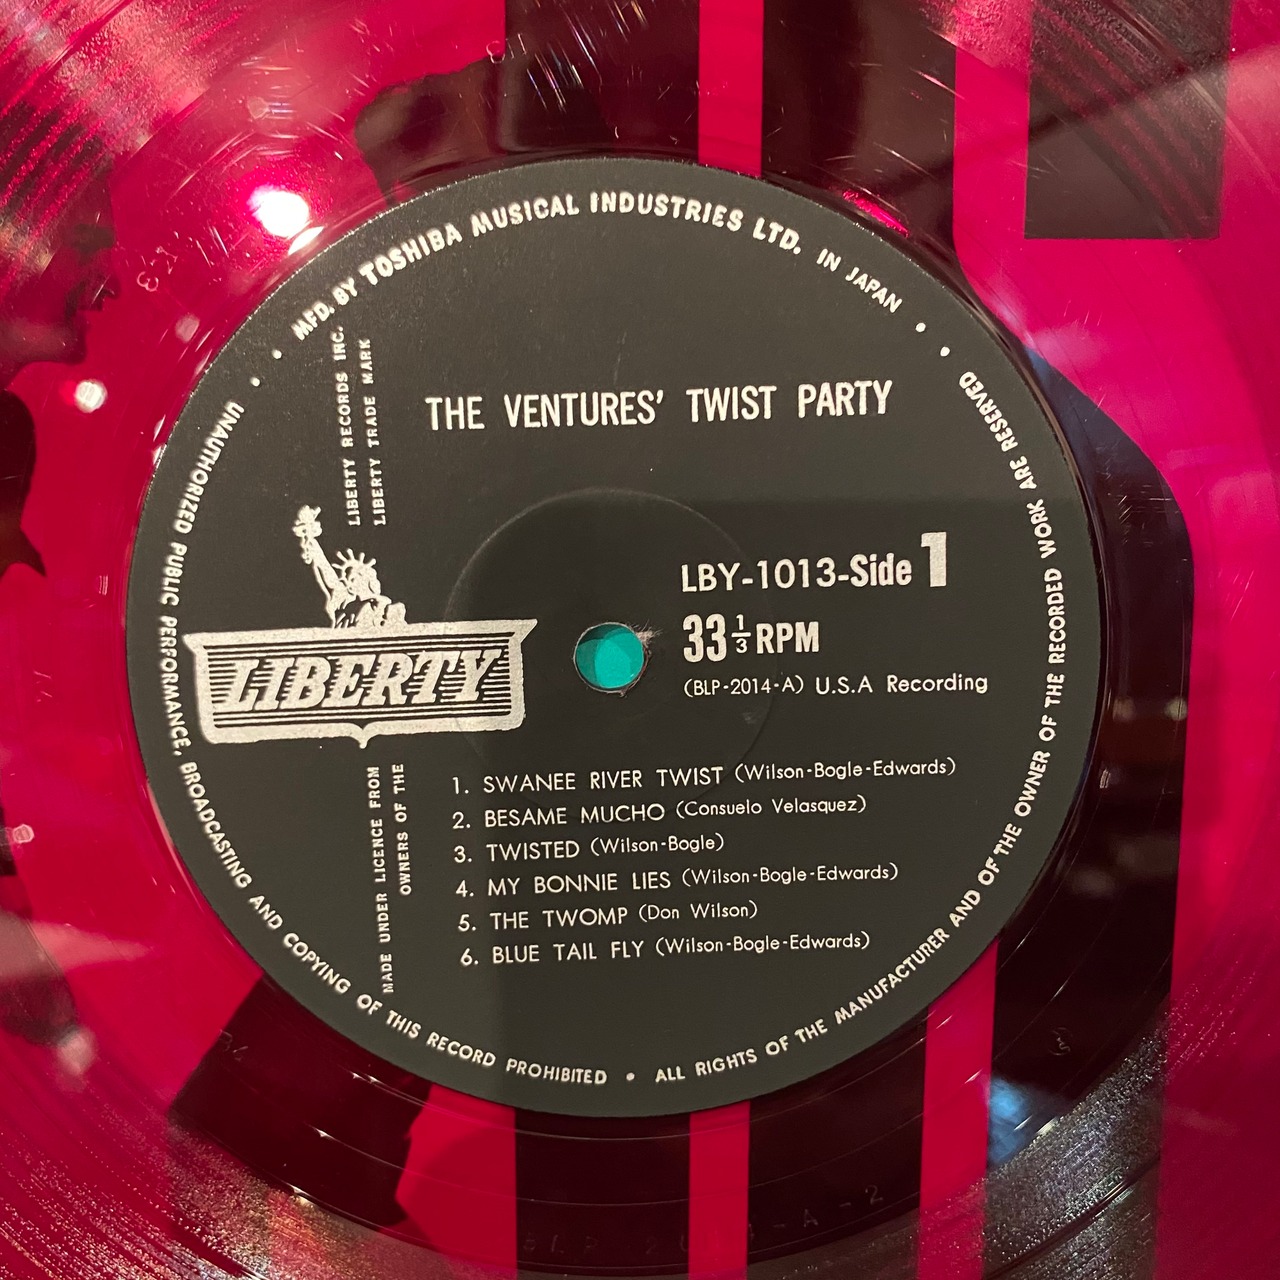 MFD. BY TOSHIBA MUSICAL INDUSTRIES LTD. IN JAPAN
LIBERTY RECORDS INC.
LIBERTY TRADE MARK
THE VENTURES' TWIST PARTY
LBY-1013-Side 1
33 1/3 RPM
(BLP-2014-A) U.S.A Recording
LIBERTY
MADE UNDER LICENCE FROM
OWNERS OF THE
1. SWANEE RIVER TWIST (Wilson-Bogle-Edwards)
2. BESAME MUCHO (Consuelo Velasquez)
3. TWISTED (Wilson-Bogle)
4. MY BONNIE LIES (Wilson-Bogle-Edwards)
5. THE TWOMP (Don Wilson)
6. BLUE TAIL FLY (Wilson-Bogle-Edwards)
UNAUTHORIZED PUBLIC PERFORMANCE, BROADCASTING AND COPYING OF THIS RECORD PROHIBITED • ALL RIGHTS OF THE MANUFACTURER AND OF THE OWNER OF THE RECORDED WORK ARE RESERVED